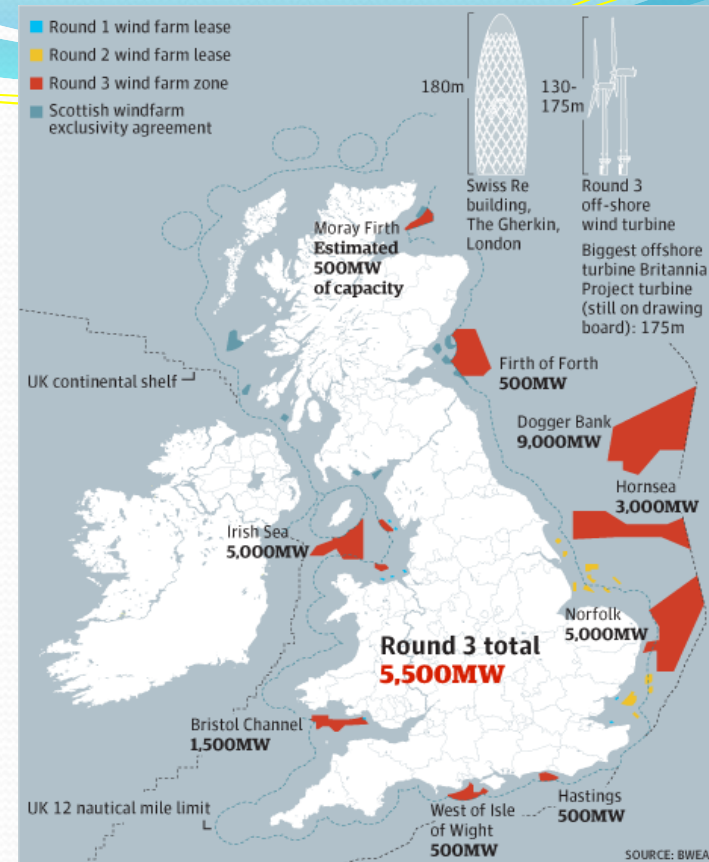 Round 1 wind farm lease
Round 2 wind farm lease
Round 3 wind farm zone
Scottish windfarm
exclusivity agreement
180m
Swiss Re
building,
The Gherkin,
London
130-
175m
Round 3
off-shore
wind turbine
Biggest offshore
turbine Britannia
Project turbine
(still on drawing
board): 175m
Moray Firth
Estimated
500MW
of capacity
UK continental shelf
Firth of Forth
500MW
Dogger Bank
9,000MW
Hornsea
3,000MW
Irish Sea
5,000MW
Norfolk
5,000MW
Round 3 total
5,500MW
Bristol Channel
1,500MW
UK 12 nautical mile limit
West of Isle
of Wight
500MW
Hastings
500MW
SOURCE: BWEA